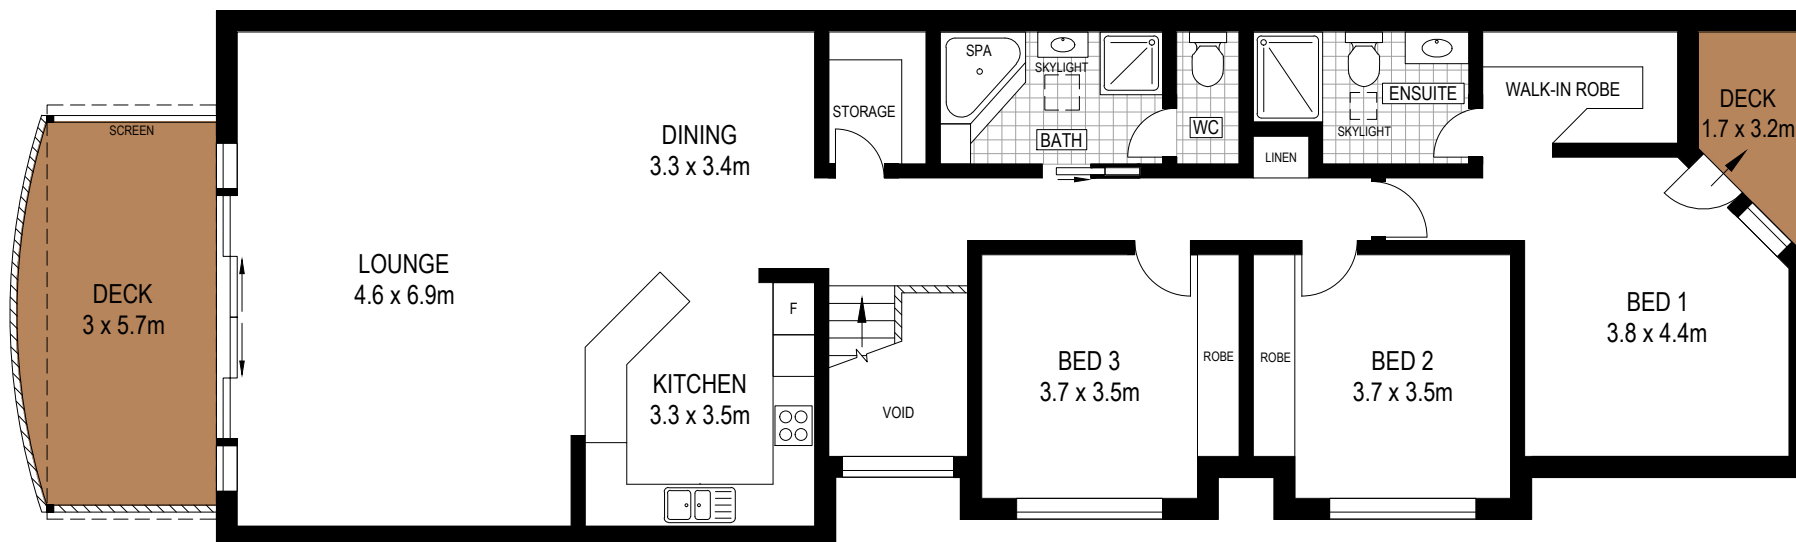 SPA
SKYLIGHT
STORAGE
BATH
WC
LINEN
ENSUITE
SKYLIGHT
WALK-IN ROBE
DECK
1.7 x 3.2m
SCREEN
DINING
3.3 x 3.4m
LOUNGE
4.6 x 6.9m
DECK
3 x 5.7m
F
KITCHEN
3.3 x 3.5m
VOID
BED 3
3.7 x 3.5m
ROBE
ROBE
BED 2
3.7 x 3.5m
BED 1
3.8 x 4.4m